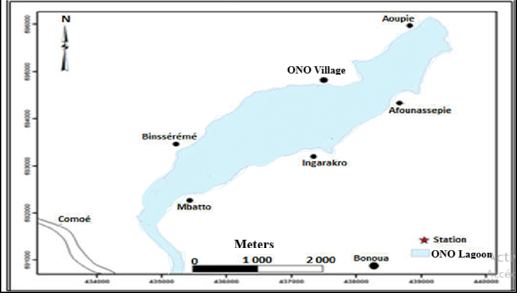 N
Aoupie
ONO Village
Afounassepie
Binssérémé
Ingarakro
Mbatto
Comoé
Meters
0 1 000 2 000
Bonoua
Station
ONO Lagoon
434000 435000 436000 437000 438000 439000 440000